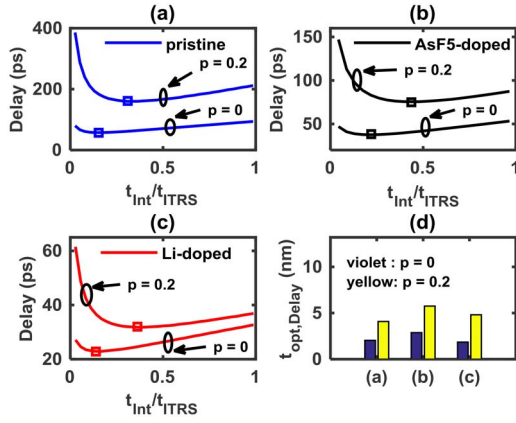 (a)
400
200
0
Delay (ps)
pristine
p = 0.2
p = 0
0 0.5 1
t_Int/t_ITRS
(b)
150
100
50
Delay (ps)
AsF5-doped
p = 0.2
p = 0
0 0.5 1
t_Int/t_ITRS
(c)
60
40
20
Delay (ps)
Li-doped
p = 0.2
p = 0
0 0.5 1
t_Int/t_ITRS
(d)
10
5
0
t_opt,Delay (nm)
violet : p = 0
yellow: p = 0.2
(a) (b) (c)